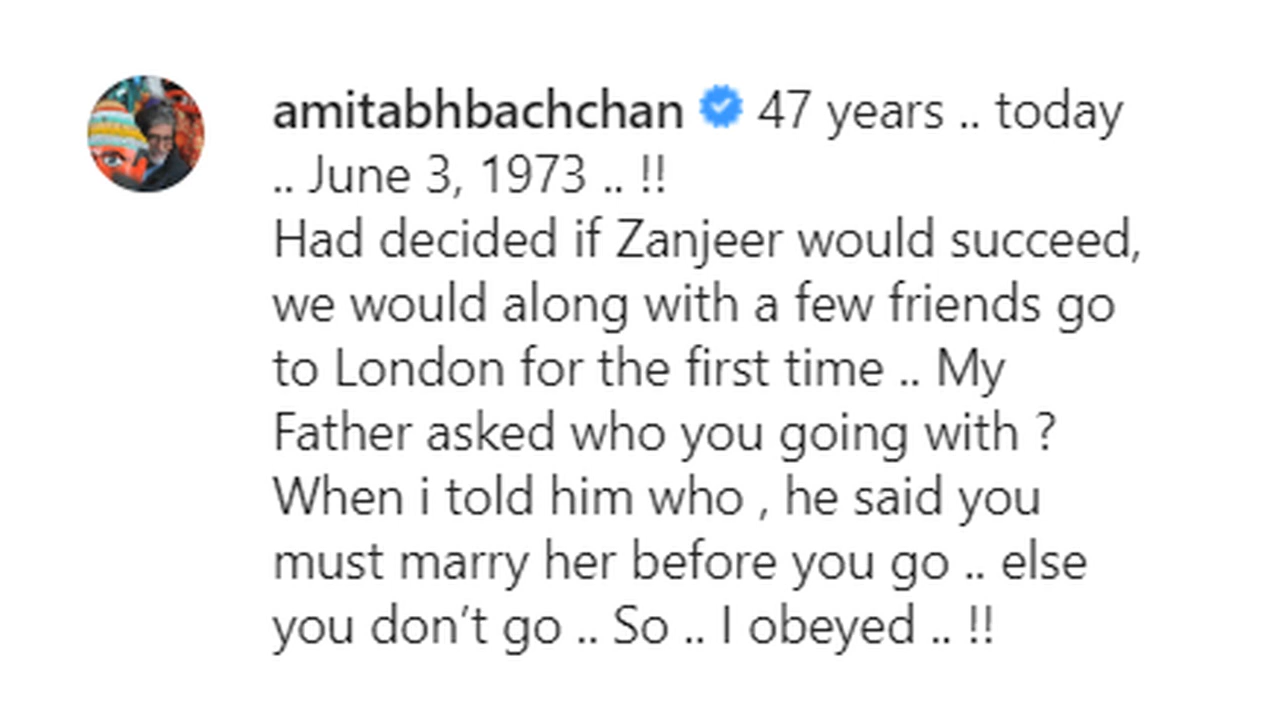 amitabhbachchan 47 years .. today
.. June 3, 1973 .. !!
Had decided if Zanjeer would succeed,
we would along with a few friends go
to London for the first time .. My
Father asked who you going with ?
When i told him who , he said you
must marry her before you go .. else
you don’t go .. So .. I obeyed .. !!